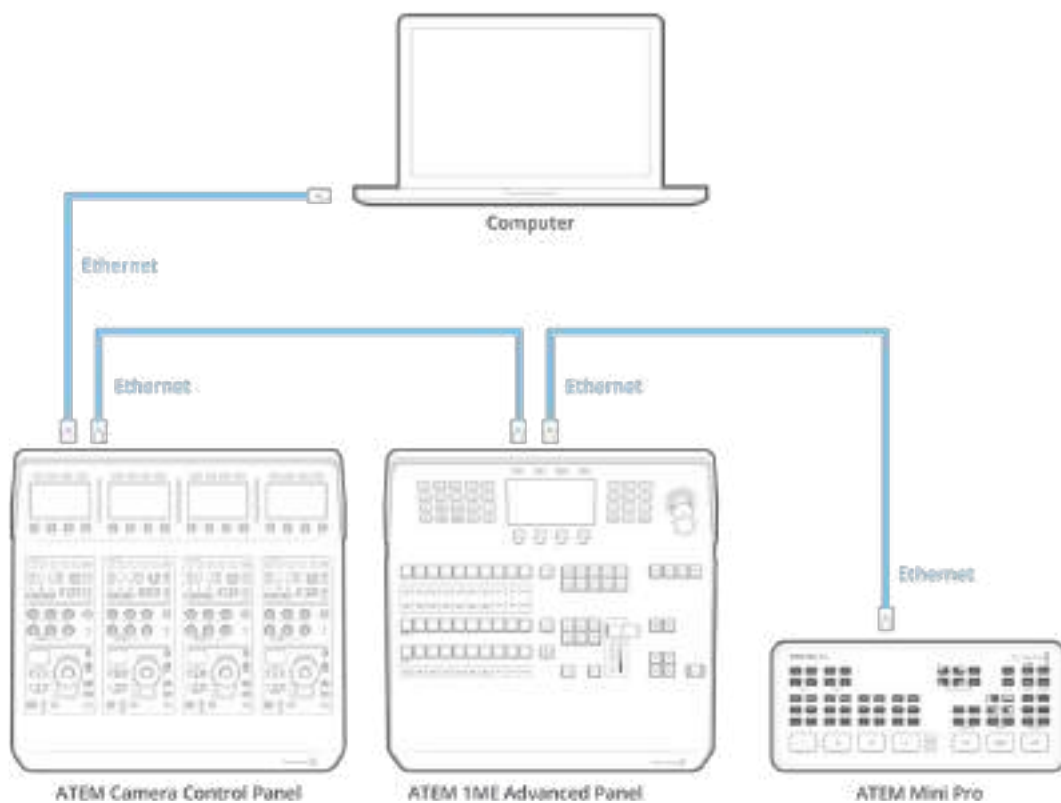 Computer
Ethernet
Ethernet
Ethernet
Ethernet
ATEM Camera Control Panel
ATEM 1ME Advanced Panel
ATEM Mini Pro